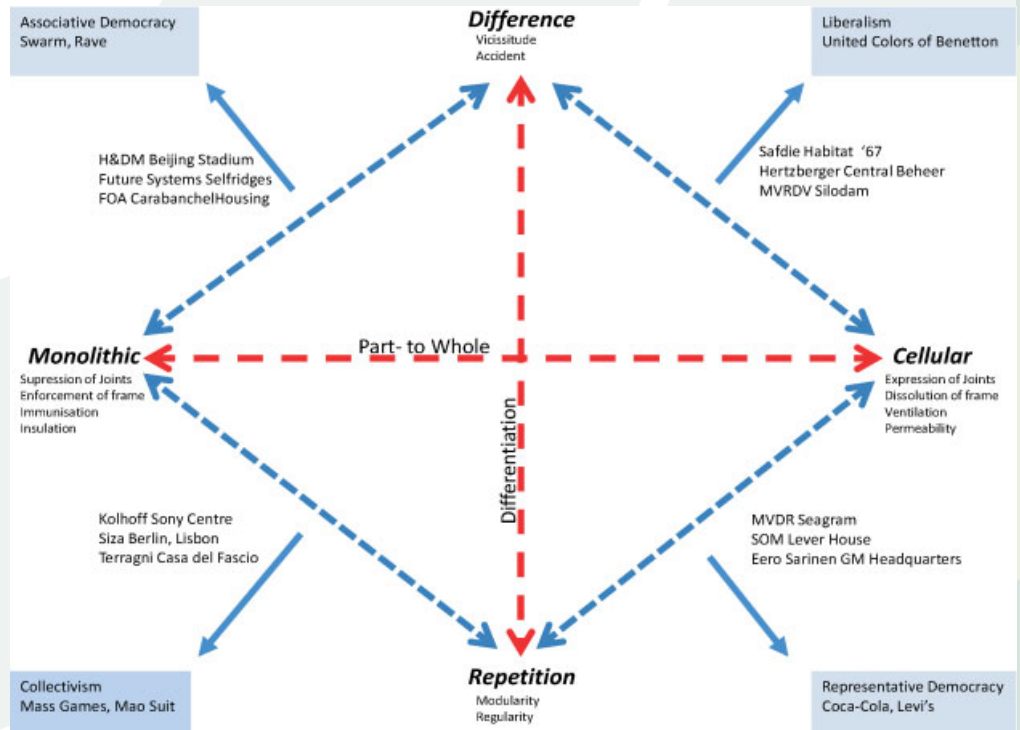 Associative Democracy
Swarm, Rave
Difference
Vicissitude
Accident
Liberalism
United Colors of Benetton
H&DM Beijing Stadium
Future Systems Selfridges
FOA CarabanchelHousing
Safdie Habitat ‘67
Hertzberger Central Beheer
MVRDV Silodam
Monolithic
Supression of Joints
Enforcement of frame
Immunisation
Insulation
Part- to Whole
Cellular
Expression of Joints
Dissolution of frame
Ventilation
Permeability
Differentiation
Kolhoff Sony Centre
Siza Berlin, Lisbon
Terragni Casa del Fascio
MVDR Seagram
SOM Lever House
Eero Sarinen GM Headquarters
Collectivism
Mass Games, Mao Suit
Repetition
Modularity
Regularity
Representative Democracy
Coca-Cola, Levi’s